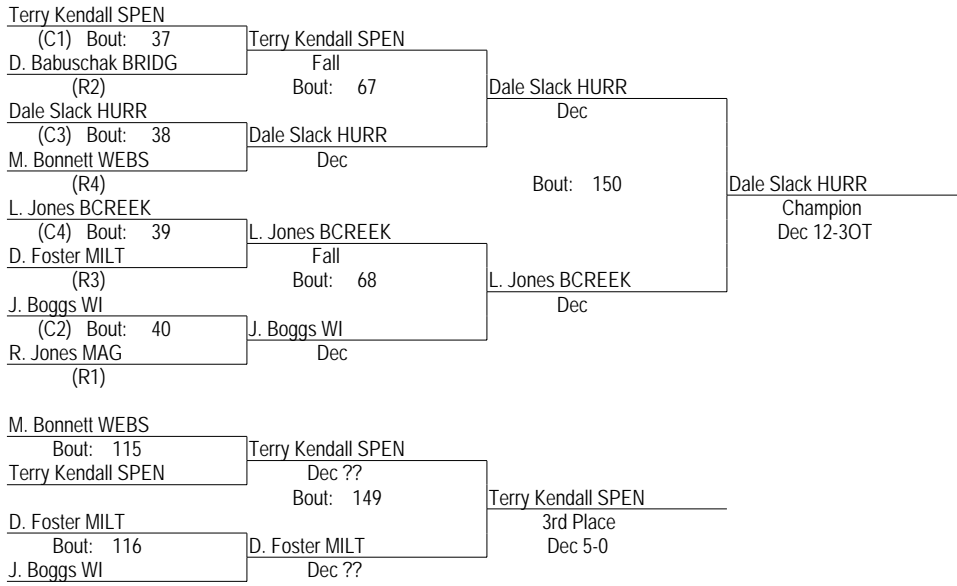 Terry Kendall SPEN
(C1) Bout: 37
Terry Kendall SPEN
D. Babuschak BRIDG
Fall
(R2)
Bout: 67
Dale Slack HURR
Dale Slack HURR
Dec
(C3) Bout: 38
Dale Slack HURR
M. Bonnett WEBS
Dec
(R4)
Bout: 150
Dale Slack HURR
L. Jones BCREEK
Champion
(C4) Bout: 39
L. Jones BCREEK
Dec 12-3OT
D. Foster MILT
Fall
(R3)
Bout: 68
L. Jones BCREEK
J. Boggs WI
Dec
(C2) Bout: 40
J. Boggs WI
R. Jones MAG
Dec
(R1)
M. Bonnett WEBS
Bout: 115
Terry Kendall SPEN
Terry Kendall SPEN
Dec ??
Bout: 149
Terry Kendall SPEN
D. Foster MILT
3rd Place
Bout: 116
D. Foster MILT
Dec 5-0
J. Boggs WI
Dec ??